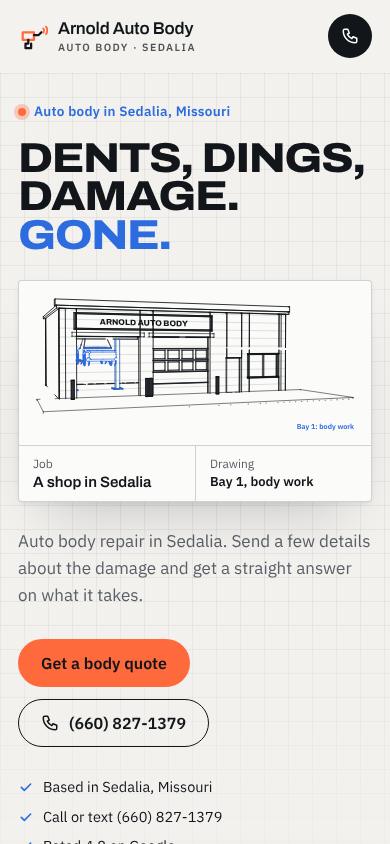 Arnold Auto Body
AUTO BODY · SEDALIA
Auto body in Sedalia, Missouri
DENTS, DINGS,
DAMAGE.
GONE.
ARNOLD AUTO BODY
Bay 1: body work
Job
A shop in Sedalia
Drawing
Bay 1, body work
Auto body repair in Sedalia. Send a few details
about the damage and get a straight answer
on what it takes.
Get a body quote
(660) 827-1379
Based in Sedalia, Missouri
Call or text (660) 827-1379